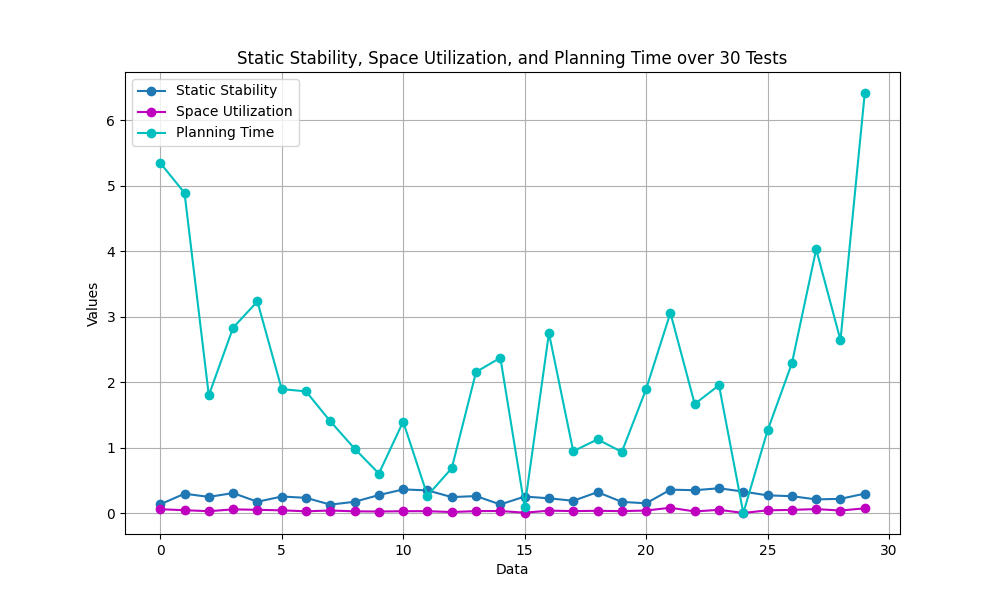 Static Stability, Space Utilization, and Planning Time over 30 Tests
Static Stability
Space Utilization
Planning Time
6
5
4
3
2
1
0
Values
0 5 10 15 20 25 30
Data